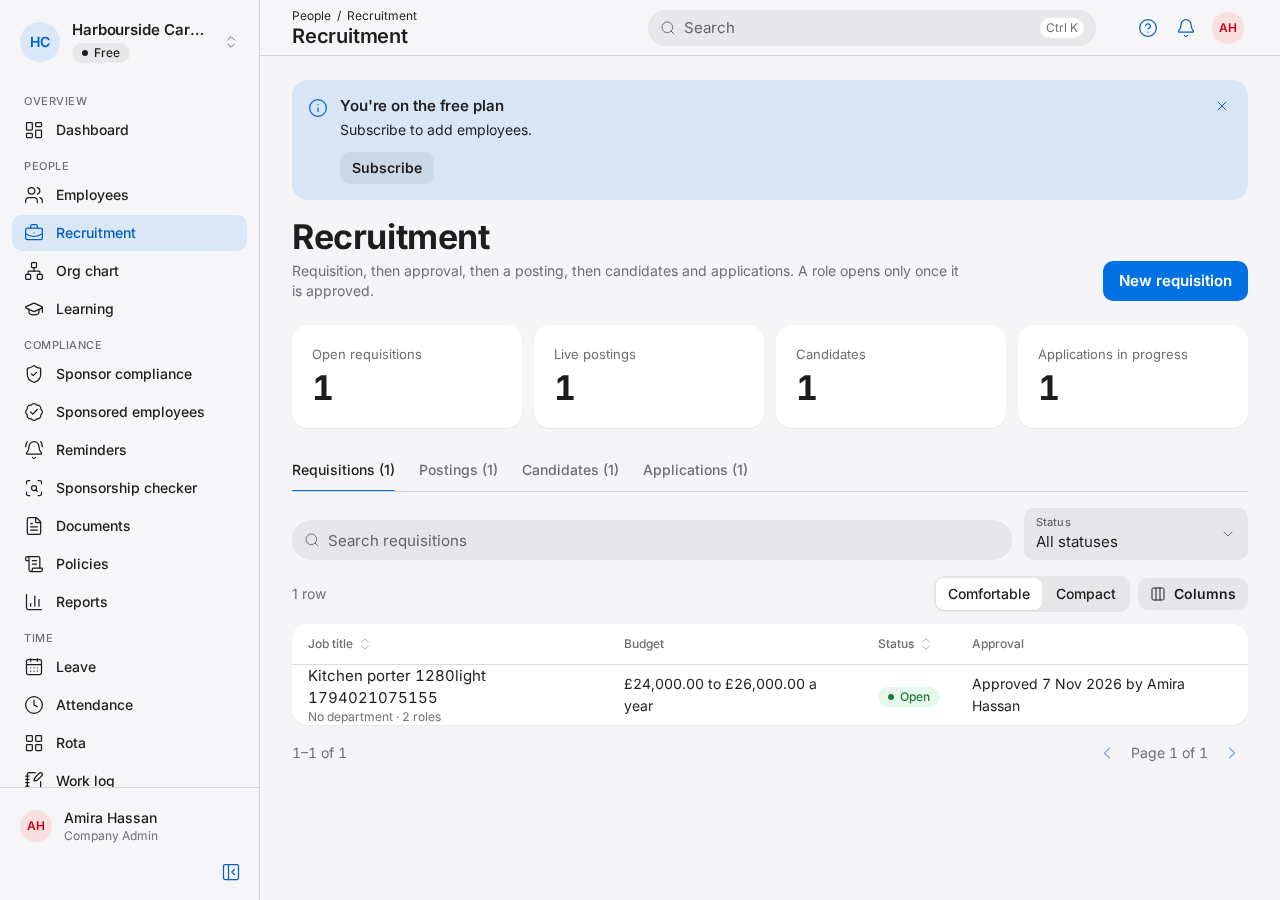 HC
Harbourside Car...
Free
OVERVIEW
Dashboard
PEOPLE
Employees
Recruitment
Org chart
Learning
COMPLIANCE
Sponsor compliance
Sponsored employees
Reminders
Sponsorship checker
Documents
Policies
Reports
TIME
Leave
Attendance
Rota
Work log
AH
Amira Hassan
Company Admin
People / Recruitment
Recruitment
Search
Ctrl K
AH
You're on the free plan
Subscribe to add employees.
Subscribe
Recruitment
Requisition, then approval, then a posting, then candidates and applications. A role opens only once it
is approved.
New requisition
Open requisitions
1
Live postings
1
Candidates
1
Applications in progress
1
Requisitions (1)
Postings (1)
Candidates (1)
Applications (1)
Search requisitions
Status
All statuses
1 row
Comfortable
Compact
Columns
Job title
Budget
Status
Approval
Kitchen porter 1280light
1794021075155
No department · 2 roles
£24,000.00 to £26,000.00 a
year
Open
Approved 7 Nov 2026 by Amira
Hassan
1–1 of 1
Page 1 of 1